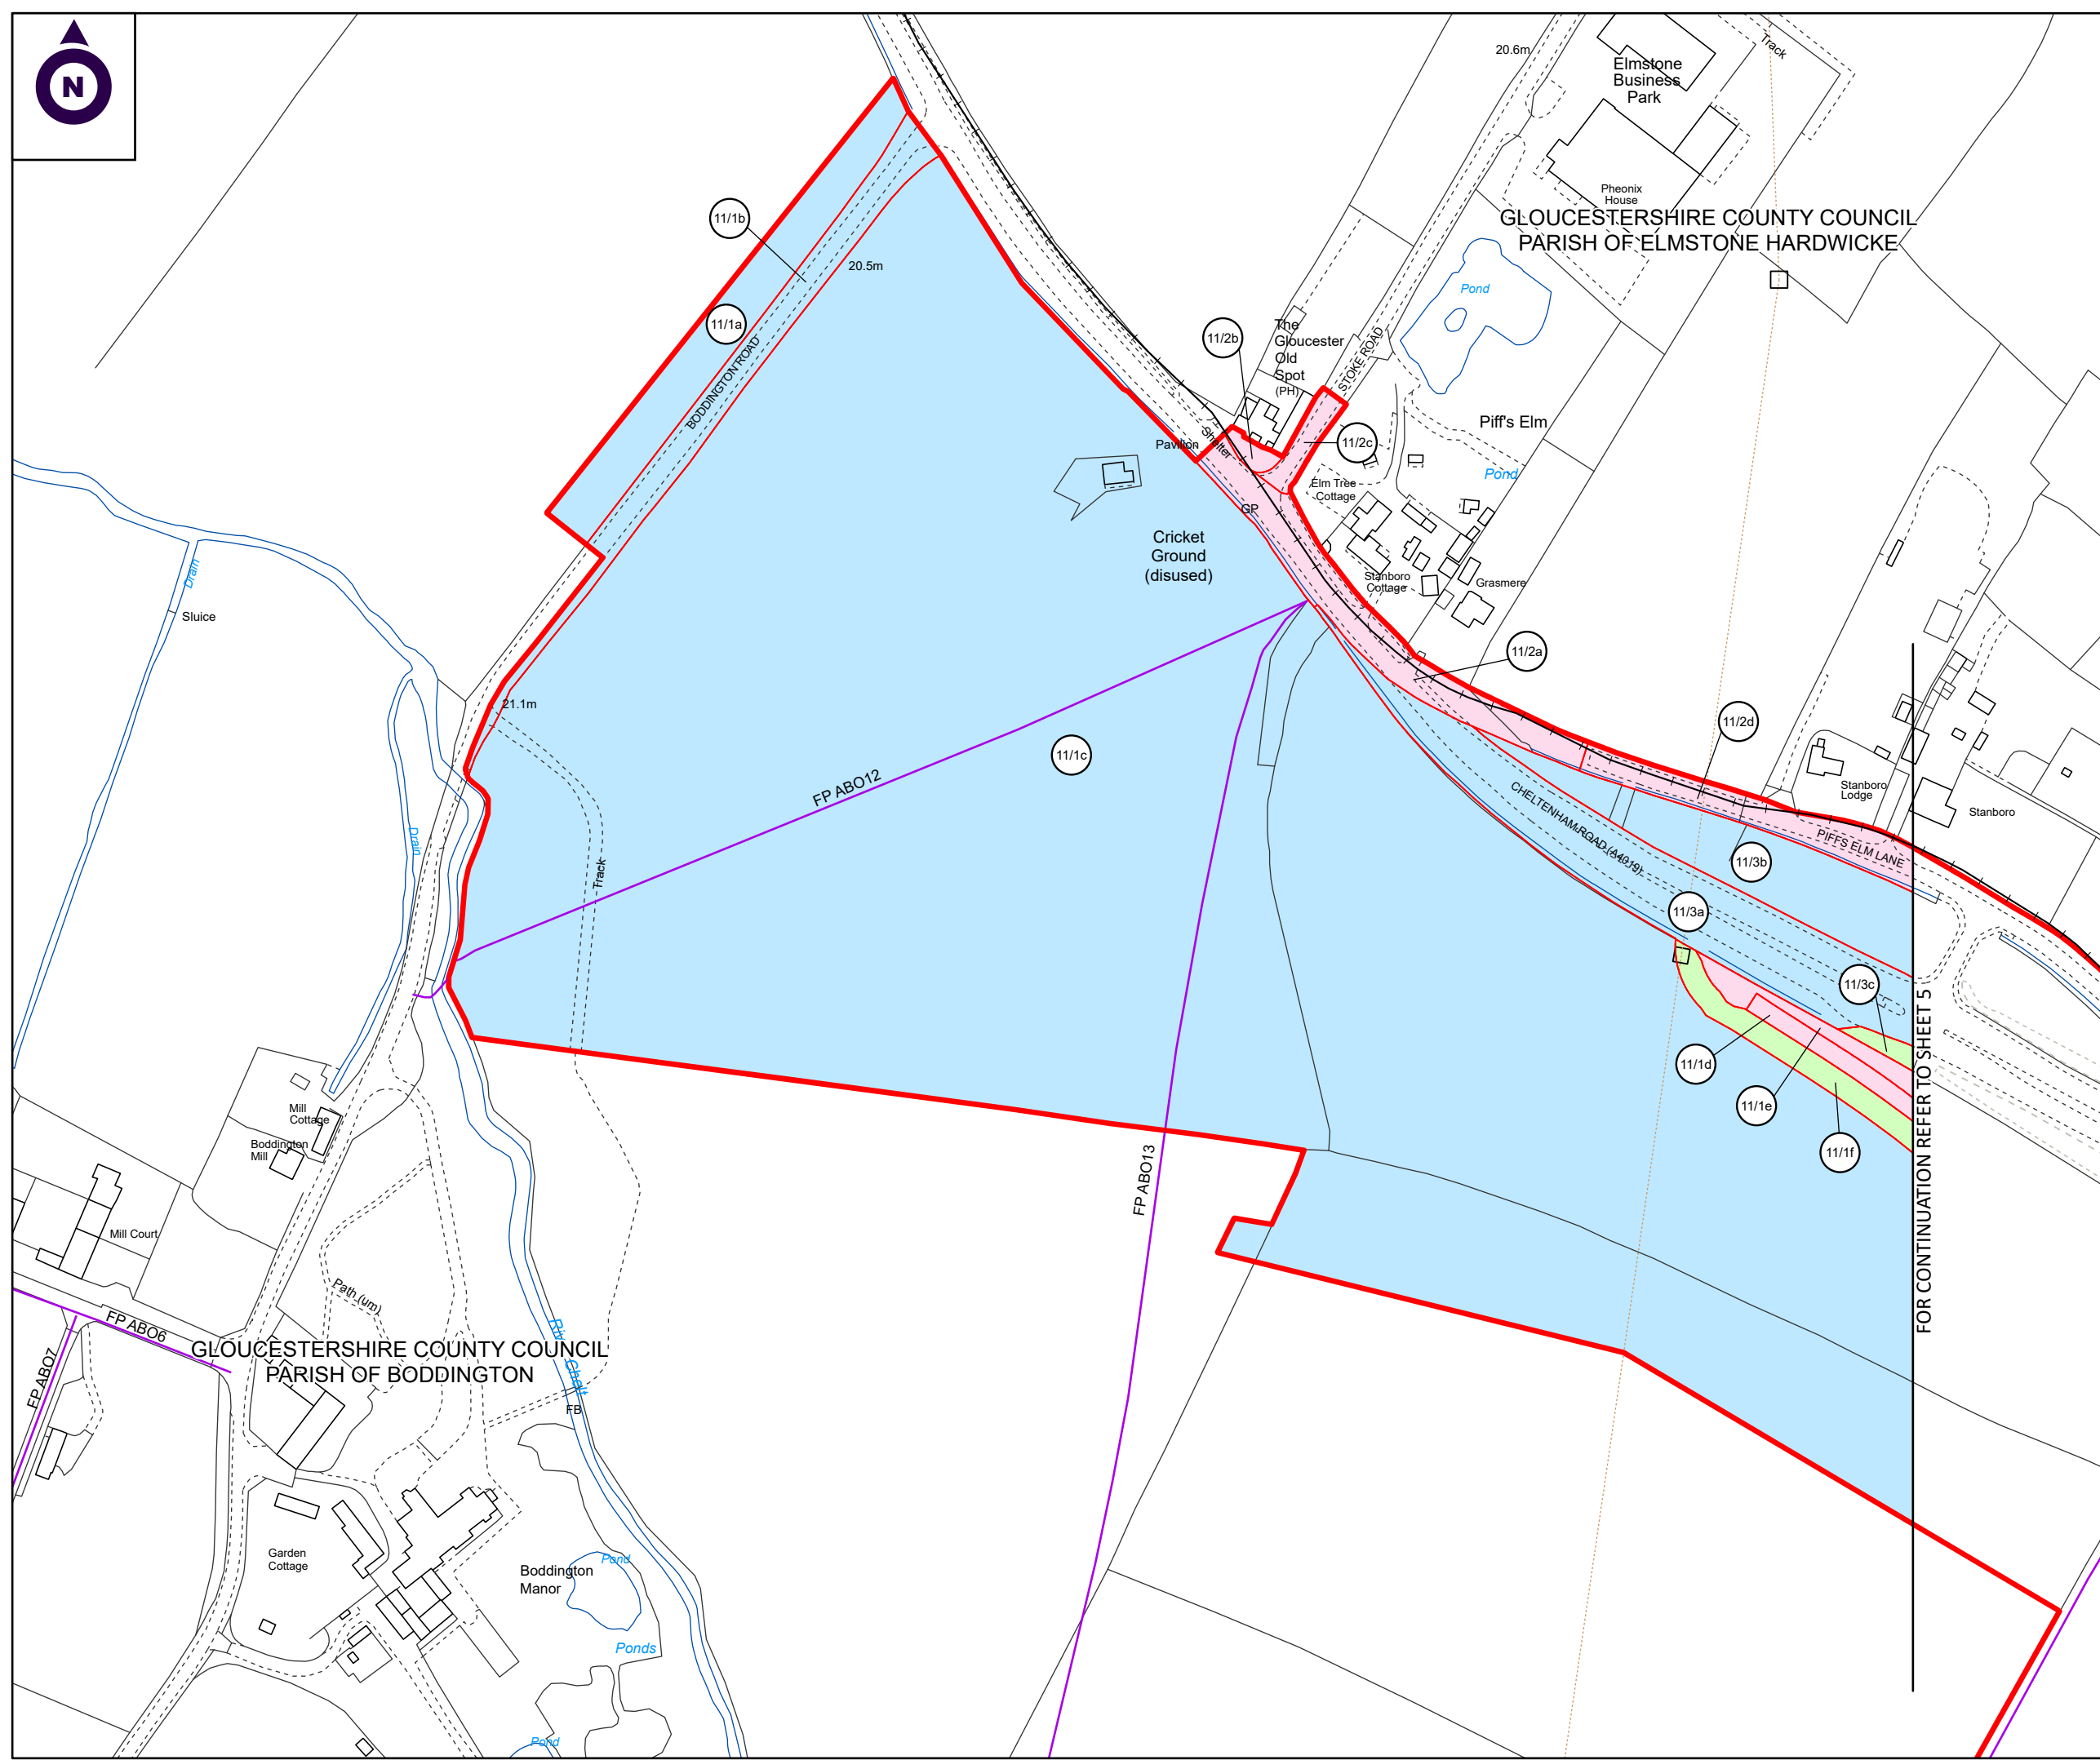 N
20.6m
Track
Elmstone
Business
Park
Pheonix
House
GLOUCESTERSHIRE COUNTY COUNCIL
PARISH OF ELMSTONE HARDWICKE
11/1b
20.5m
Pond
11/1a
BODDINGTON ROAD
11/2b
The
Gloucester
Old
Spot
(PH)
STOKE ROAD
Piff's Elm
11/2c
Shelter
Pavilion
Pond
Elm Tree
Cottage
GP
Cricket
Ground
(disused)
Stanboro
Cottage
Grasmere
Drain
Sluice
11/2a
21.1m
11/2d
11/1c
FP ABO12
Stanboro
Lodge
Stanboro
CHELTENHAM ROAD (A4019)
PIFFS ELM LANE
Drain
11/3b
Track
11/3a
11/3c
11/1d
11/1e
11/1f
FOR CONTINUATION REFER TO SHEET 5
Mill
Cottage
Boddington
Mill
FP ABO13
Mill Court
Path (um)
FP ABO6
River Chelt
GLOUCESTERSHIRE COUNTY COUNCIL
PARISH OF BODDINGTON
FP ABO7
FB
Garden
Cottage
Boddington
Manor
Pond
Ponds
Pond